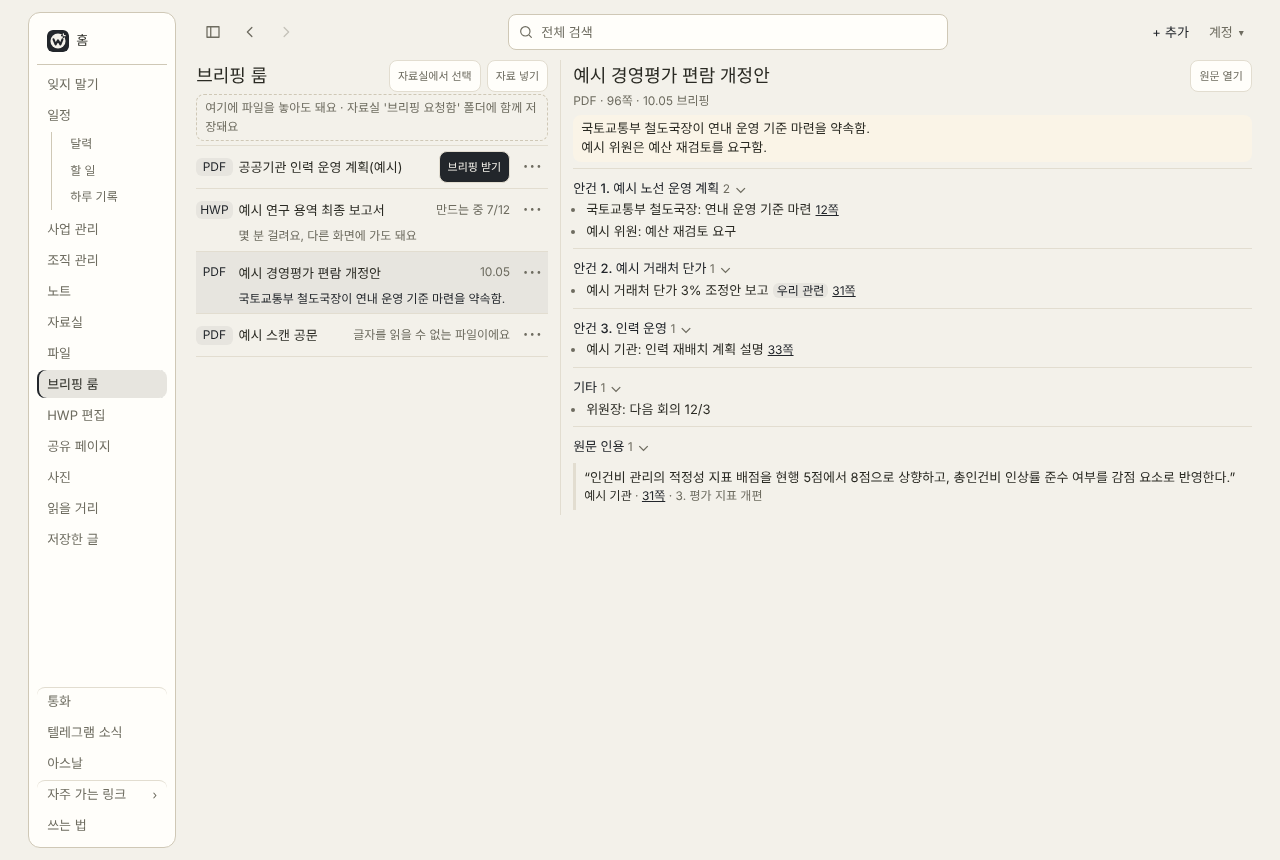 홈
잊지 말기
일정
달력
할 일
하루 기록
사업 관리
조직 관리
노트
자료실
파일
브리핑 룸
HWP 편집
공유 페이지
사진
읽을 거리
저장한 글
통화
텔레그램 소식
아스날
자주 가는 링크
쓰는 법
전체 검색
+ 추가
계정
브리핑 룸
자료실에서 선택
자료 넣기
여기에 파일을 놓아도 돼요 · 자료실 '브리핑 요청함' 폴더에 함께 저
장돼요
PDF 공공기관 인력 운영 계획(예시) 브리핑 받기
HWP 예시 연구 용역 최종 보고서 만드는 중 7/12
몇 분 걸려요, 다른 화면에 가도 돼요
PDF 예시 경영평가 편람 개정안 10.05
국토교통부 철도국장이 연내 운영 기준 마련을 약속함.
PDF 예시 스캔 공문 글자를 읽을 수 없는 파일이에요
예시 경영평가 편람 개정안
원문 열기
PDF · 96쪽 · 10.05 브리핑
국토교통부 철도국장이 연내 운영 기준 마련을 약속함.
예시 위원은 예산 재검토를 요구함.
안건 1. 예시 노선 운영 계획 2
국토교통부 철도국장: 연내 운영 기준 마련 12쪽
예시 위원: 예산 재검토 요구
안건 2. 예시 거래처 단가 1
예시 거래처 단가 3% 조정안 보고 우리 관련 31쪽
안건 3. 인력 운영 1
예시 기관: 인력 재배치 계획 설명 33쪽
기타 1
위원장: 다음 회의 12/3
원문 인용 1
“인건비 관리의 적정성 지표 배점을 현행 5점에서 8점으로 상향하고, 총인건비 인상률 준수 여부를 감점 요소로 반영한다.”
예시 기관 · 31쪽 · 3. 평가 지표 개편